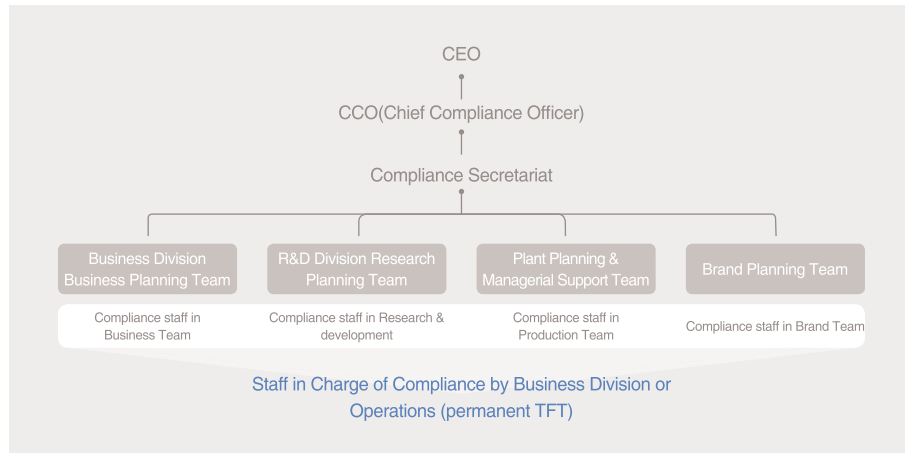 CEO
CCO(Chief Compliance Officer)
Compliance Secretariat
Business Division
Business Planning Team
R&D Division Research
Planning Team
Plant Planning &
Managerial Support Team
Brand Planning Team
Compliance staff in
Business Team
Compliance staff in Research &
development
Compliance staff in
Production Team
Compliance staff in Brand Team
Staff in Charge of Compliance by Business Division or
Operations (permanent TFT)